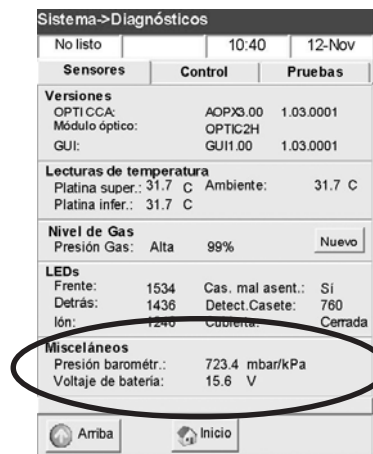 Sistema->Diagnósticos
No listo 10:40 12-Nov
Sensores Control Pruebas
Versiones
OPTI CCA: AOPX3.00 1.03.0001
Módulo óptico: OPTIC2H
GUI: GUI1.00 1.03.0001
Lecturas de temperatura
Platina super.: 31.7 C Ambiente: 31.7 C
Platina infer.: 31.7 C
Nivel de Gas
Presión Gas: Alta 99% Nuevo
LEDs
Frente: 1534 Cas. mal asent.: Sí
Detrás: 1436 Detect.Casete: 760
Ión: 1246 Cubierta: Cerrada
Misceláneos
Presión barométr.: 723.4 mbar/kPa
Voltaje de batería: 15.6 V
Arriba Inicio